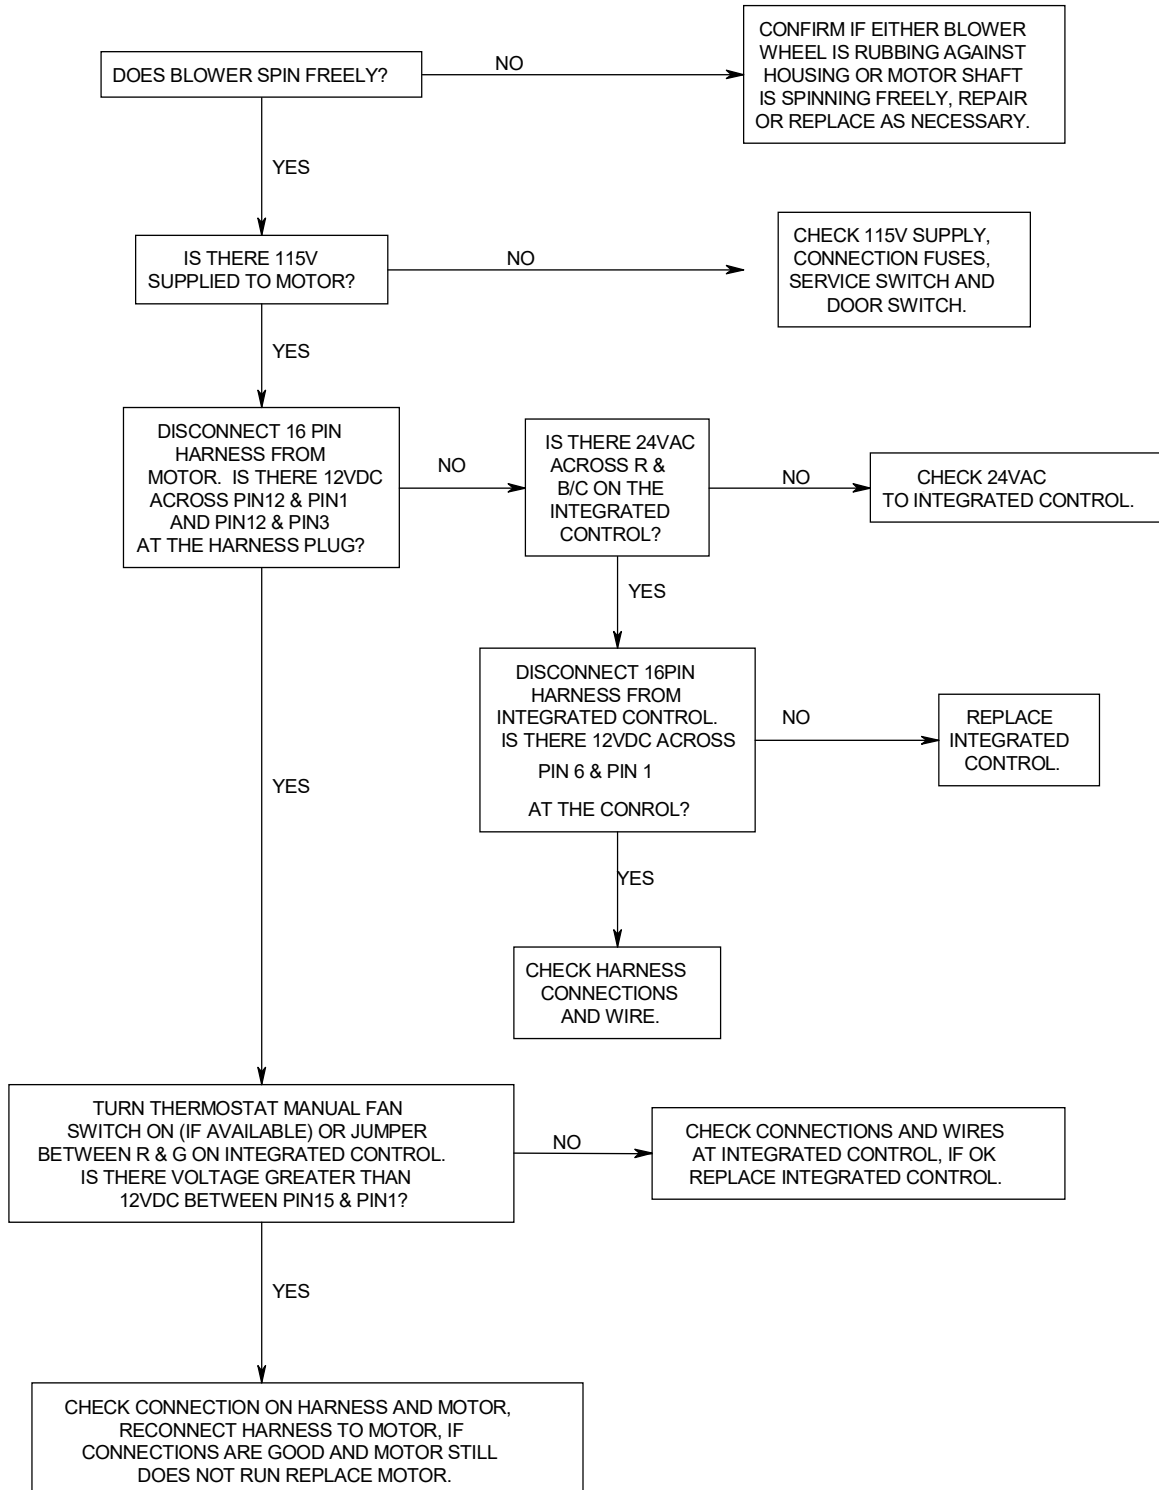 DOES BLOWER SPIN FREELY?
NO
CONFIRM IF EITHER BLOWER
WHEEL IS RUBBING AGAINST
HOUSING OR MOTOR SHAFT
IS SPINNING FREELY, REPAIR
OR REPLACE AS NECESSARY.
YES
IS THERE 115V
SUPPLIED TO MOTOR?
NO
CHECK 115V SUPPLY,
CONNECTION FUSES,
SERVICE SWITCH AND
DOOR SWITCH.
YES
DISCONNECT 16 PIN
HARNESS FROM
MOTOR. IS THERE 12VDC
ACROSS PIN12 & PIN1
AND PIN12 & PIN3
AT THE HARNESS PLUG?
NO
IS THERE 24VAC
ACROSS R &
B/C ON THE
INTEGRATED
CONTROL?
NO
CHECK 24VAC
TO INTEGRATED CONTROL.
YES
DISCONNECT 16PIN
HARNESS FROM
INTEGRATED CONTROL.
IS THERE 12VDC ACROSS
PIN 6 & PIN 1
AT THE CONROL?
NO
REPLACE
INTEGRATED
CONTROL.
YES
YES
CHECK HARNESS
CONNECTIONS
AND WIRE.
TURN THERMOSTAT MANUAL FAN
SWITCH ON (IF AVAILABLE) OR JUMPER
BETWEEN R & G ON INTEGRATED CONTROL.
IS THERE VOLTAGE GREATER THAN
12VDC BETWEEN PIN15 & PIN1?
NO
CHECK CONNECTIONS AND WIRES
AT INTEGRATED CONTROL, IF OK
REPLACE INTEGRATED CONTROL.
YES
CHECK CONNECTION ON HARNESS AND MOTOR,
RECONNECT HARNESS TO MOTOR, IF
CONNECTIONS ARE GOOD AND MOTOR STILL
DOES NOT RUN REPLACE MOTOR.